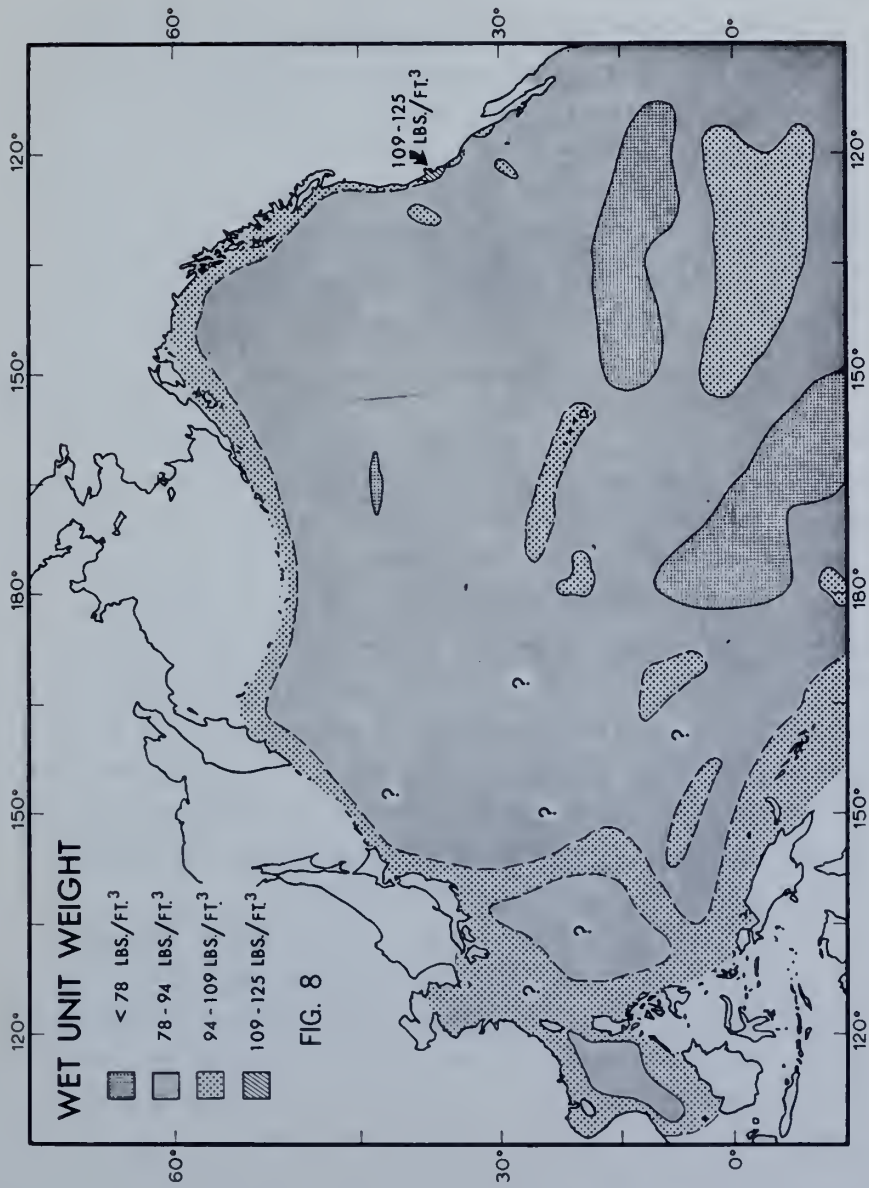 120° 150° 180° 150° 120°
WET UNIT WEIGHT
60° 60°
< 78 LBS./FT.³
78 - 94 LBS./FT.³
94 - 109 LBS./FT.³
109 - 125 LBS./FT.³
FIG. 8
109 - 125
LBS./FT.³
?
30° 30°
?
?
?
?
?
0° 0°
120° 150° 180° 150° 120°